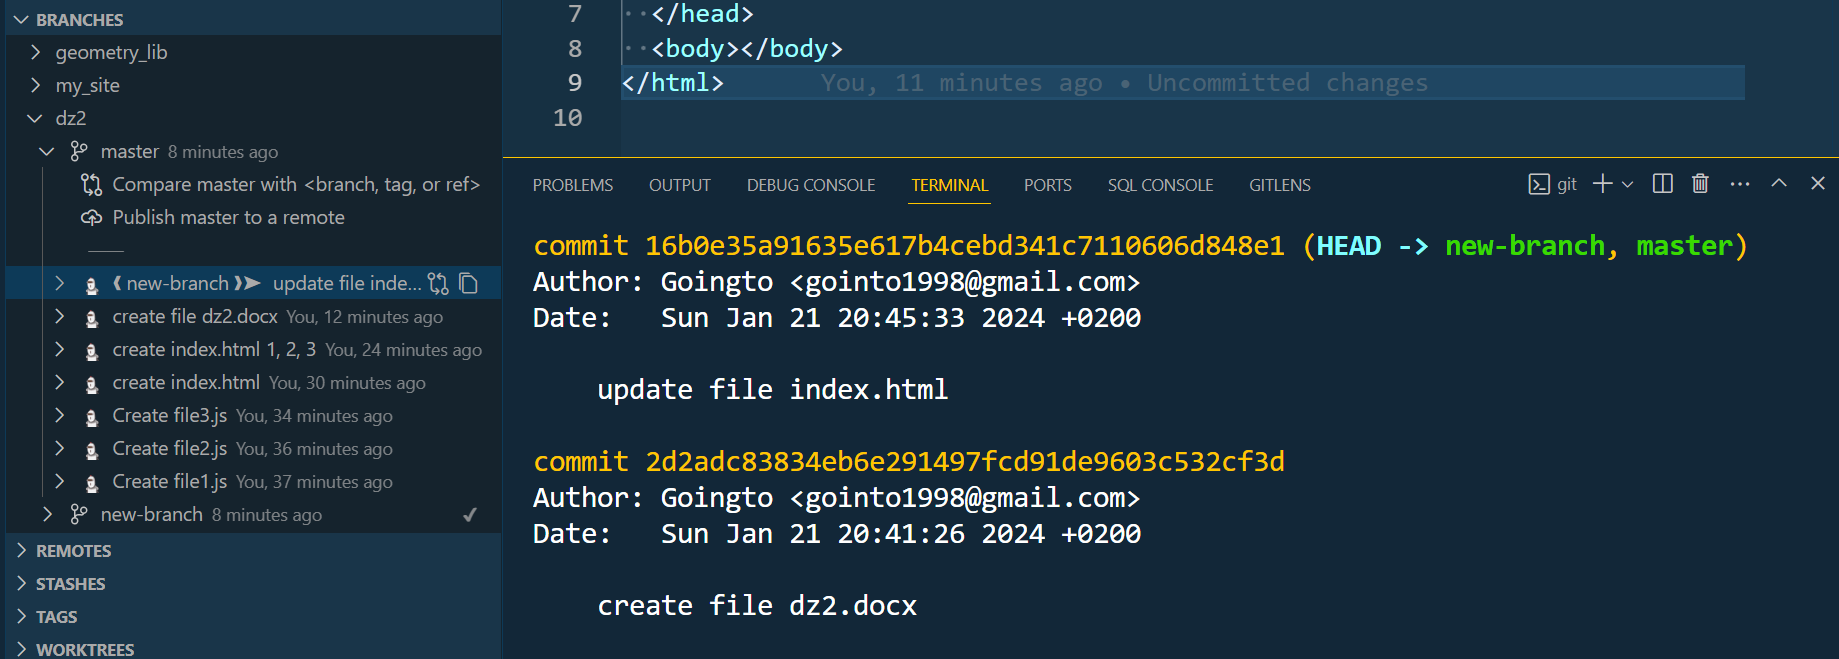 BRANCHES
geometry_lib
my_site
dz2
master 8 minutes ago
Compare master with <branch, tag, or ref>
Publish master to a remote
❨ new-branch ❩➤ update file inde...
create file dz2.docx You, 12 minutes ago
create index.html 1, 2, 3 You, 24 minutes ago
create index.html You, 30 minutes ago
Create file3.js You, 34 minutes ago
Create file2.js You, 36 minutes ago
Create file1.js You, 37 minutes ago
new-branch 8 minutes ago ✓
REMOTES
STASHES
TAGS
WORKTREES
7 ··</head>
8 ··<body></body>
9 </html> You, 11 minutes ago • Uncommitted changes
10
PROBLEMS OUTPUT DEBUG CONSOLE TERMINAL PORTS SQL CONSOLE GITLENS git
commit 16b0e35a91635e617b4cebd341c7110606d848e1 (HEAD -> new-branch, master)
Author: Goingto <gointo1998@gmail.com>
Date: Sun Jan 21 20:45:33 2024 +0200
update file index.html
commit 2d2adc83834eb6e291497fcd91de9603c532cf3d
Author: Goingto <gointo1998@gmail.com>
Date: Sun Jan 21 20:41:26 2024 +0200
create file dz2.docx